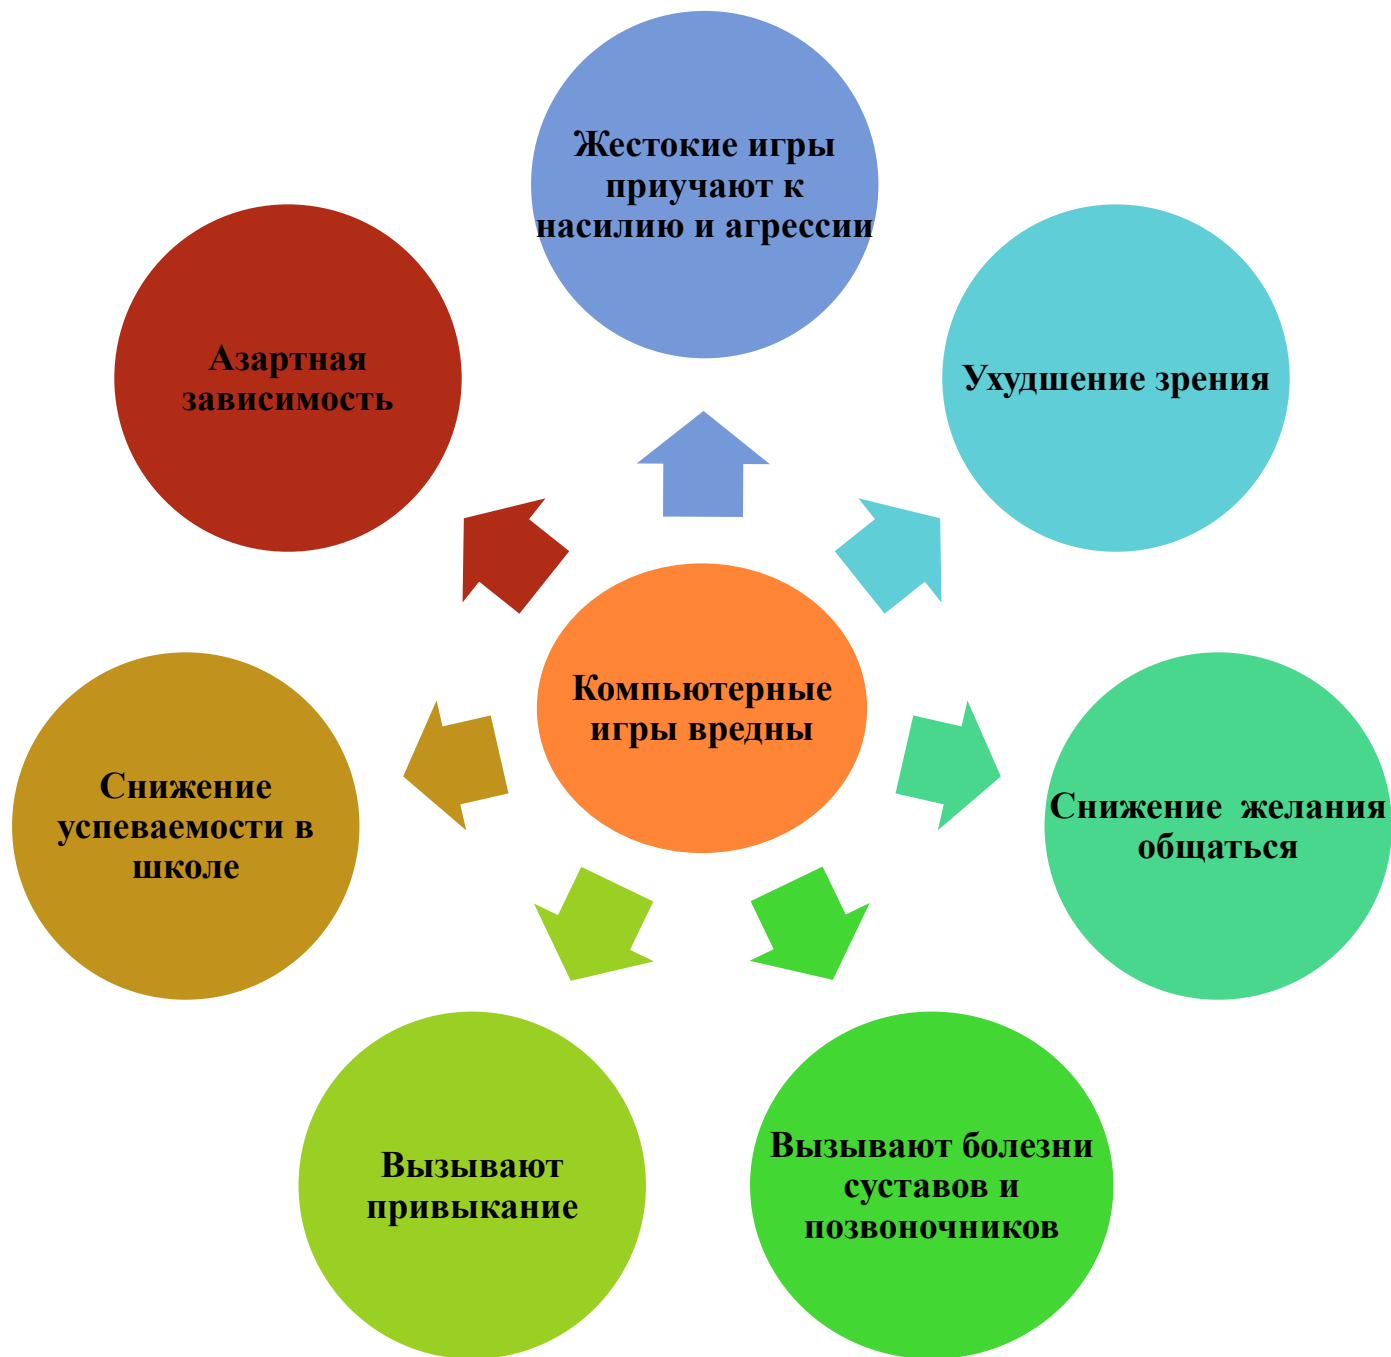 Жестокие игры
приучают к
насилию и агрессии
Азартная
зависимость
Ухудшение зрения
Компьютерные
игры вредны
Снижение
успеваемости в
школе
Снижение  желания
общаться
Вызывают
привыкание
Вызывают болезни
суставов и
позвоночников